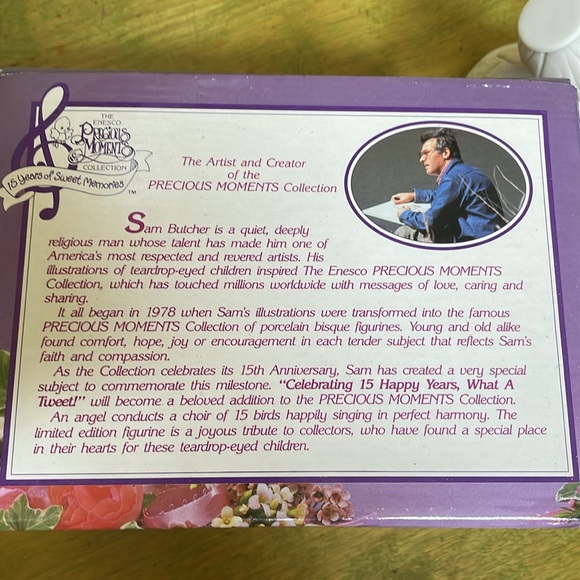 THE
ENESCO
PRECIOUS
MOMENTS
COLLECTION
15 Years of Sweet Memories
TM
The Artist and Creator
of the
PRECIOUS MOMENTS Collection
Sam Butcher is a quiet, deeply
religious man whose talent has made him one of
America's most respected and revered artists. His
illustrations of teardrop-eyed children inspired The Enesco PRECIOUS MOMENTS
Collection, which has touched millions worldwide with messages of love, caring and
sharing.
It all began in 1978 when Sam's illustrations were transformed into the famous
PRECIOUS MOMENTS Collection of porcelain bisque figurines. Young and old alike
found comfort, hope, joy or encouragement in each tender subject that reflects Sam's
faith and compassion.
As the Collection celebrates its 15th Anniversary, Sam has created a very special
subject to commemorate this milestone. “Celebrating 15 Happy Years, What A
Tweet!” will become a beloved addition to the PRECIOUS MOMENTS Collection.
An angel conducts a choir of 15 birds happily singing in perfect harmony. The
limited edition figurine is a joyous tribute to collectors, who have found a special place
in their hearts for these teardrop-eyed children.